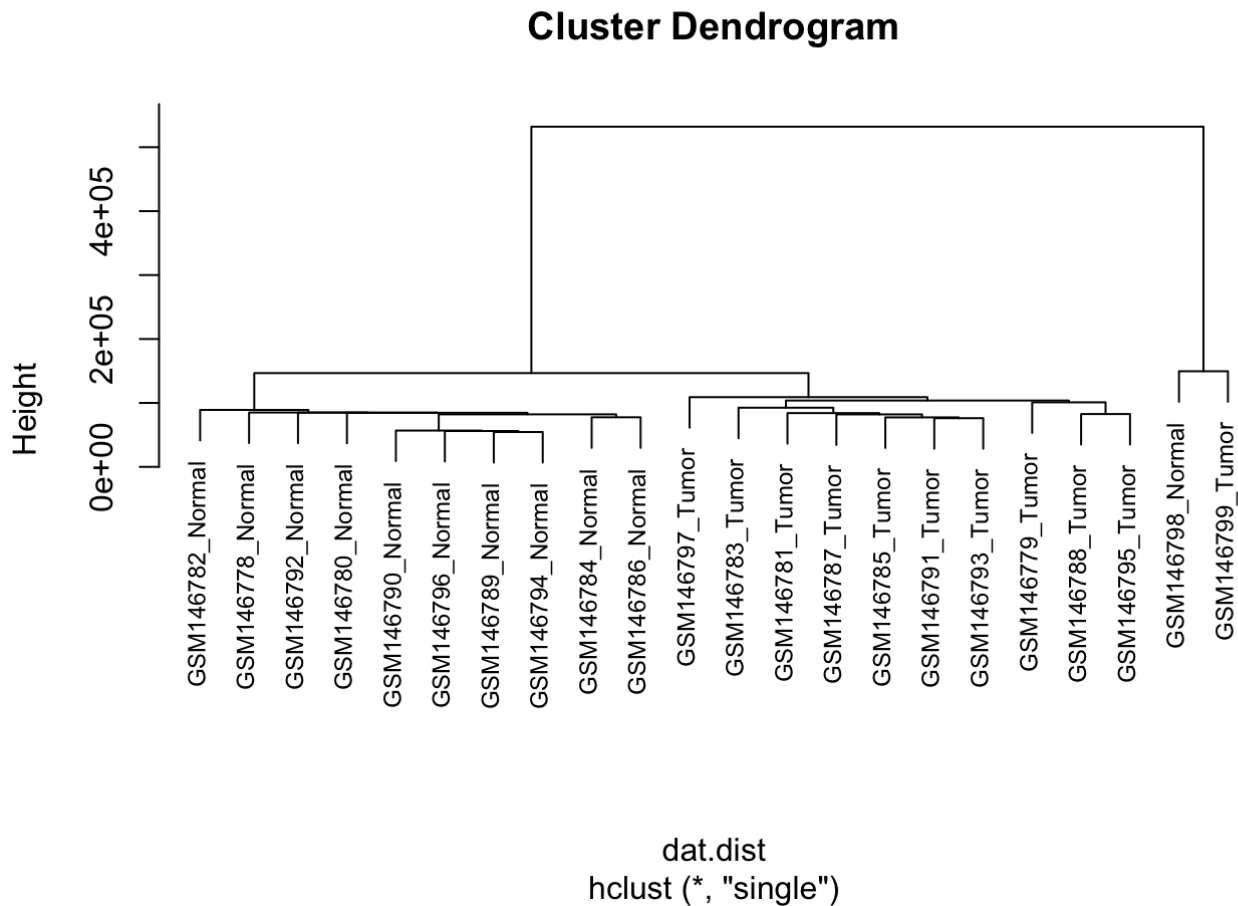 Cluster Dendrogram
Height
0e+00
2e+05
4e+05
GSM146782_Normal
GSM146778_Normal
GSM146792_Normal
GSM146780_Normal
GSM146790_Normal
GSM146796_Normal
GSM146789_Normal
GSM146794_Normal
GSM146784_Normal
GSM146786_Normal
GSM146797_Tumor
GSM146783_Tumor
GSM146781_Tumor
GSM146787_Tumor
GSM146785_Tumor
GSM146791_Tumor
GSM146793_Tumor
GSM146779_Tumor
GSM146788_Tumor
GSM146795_Tumor
GSM146798_Normal
GSM146799_Tumor
dat.dist
hclust (*, "single")